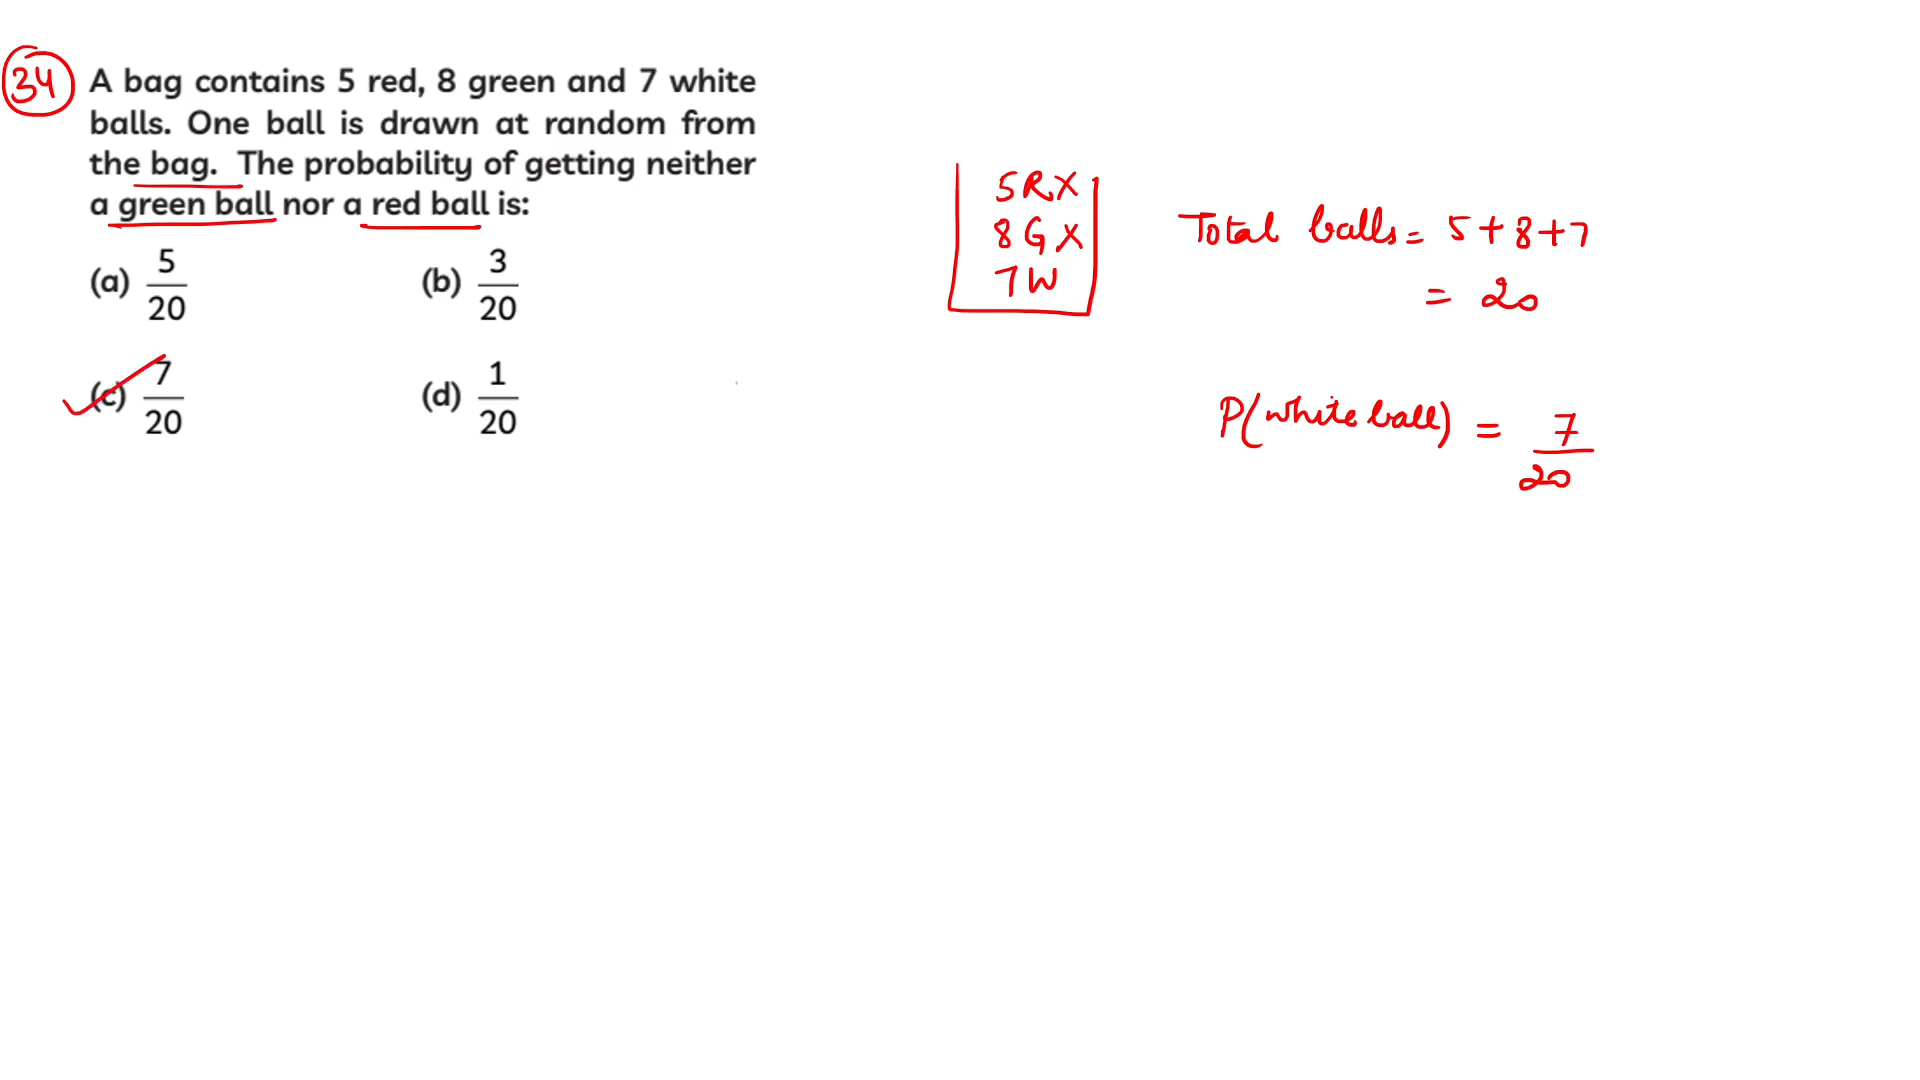 34
A bag contains 5 red, 8 green and 7 white
balls. One ball is drawn at random from
the bag. The probability of getting neither
a green ball nor a red ball is:
(a) 5/20 (b) 3/20
(c) 7/20 (d) 1/20
5 R X
8 G X
7 W
Total balls = 5+8+7
= 20
P(white ball) = 7/20